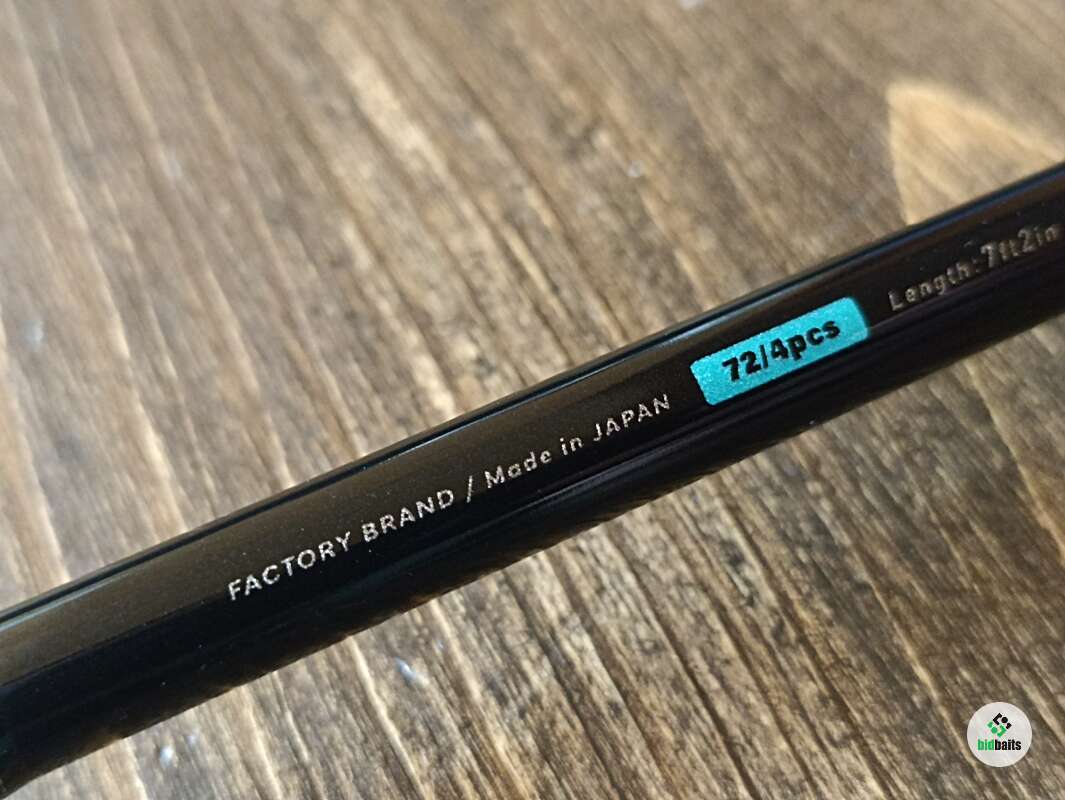 FACTORY BRAND / Made in JAPAN 72/4pcs Length: 7ft2in
bidbaits